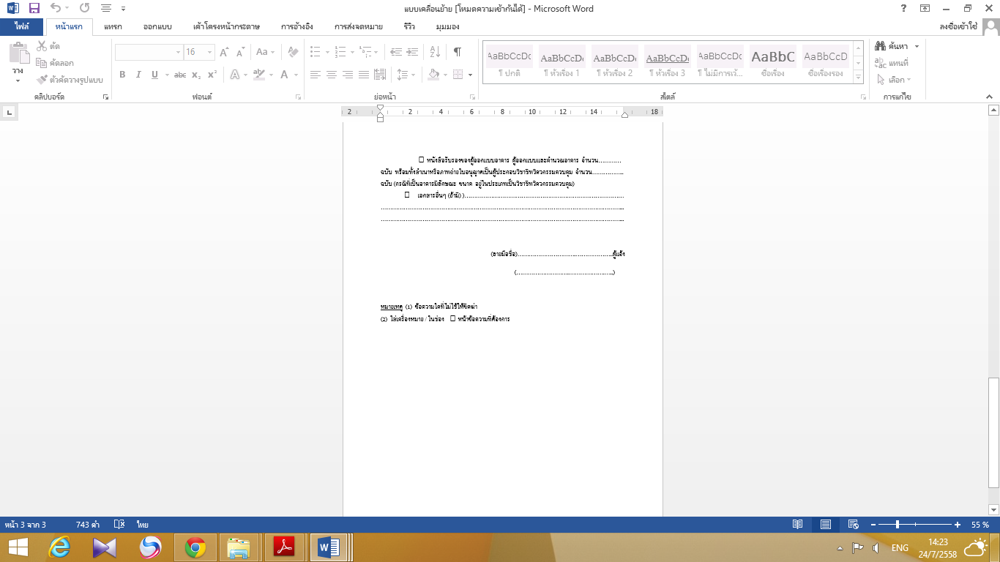 แบบเคลื่อนย้าย [โหมดความเข้ากันได้] - Microsoft Word
ไฟล์ หน้าแรก แทรก ออกแบบ เค้าโครงหน้ากระดาษ การอ้างอิง การส่งจดหมาย รีวิว มุมมอง ลงชื่อเข้าใช้
วาง
ตัด
คัดลอก
ตัวคัดวางรูปแบบ
16
AaBbCcDc AaBbCcDc AaBbCcDc AaBbCcDc AaBbCcDc AaBbC AaBbCcD
¶ ปกติ ¶ หัวเรื่อง 1 ¶ หัวเรื่อง 2 ¶ หัวเรื่อง 3 ¶ ไม่มีการเว้... ชื่อเรื่อง ชื่อเรื่องรอง
ค้นหา
แทนที่
เลือก
คลิปบอร์ด ฟอนต์ ย่อหน้า สไตล์ การแก้ไข
2 2 4 6 8 10 12 14 18
☐ หนังสือรับรองของผู้ออกแบบอาคาร ผู้ออกแบบและคำนวณอาคาร จำนวน............
ฉบับ พร้อมทั้งสำเนาหรือภาพถ่ายใบอนุญาตเป็นผู้ประกอบวิชาชีพวิศวกรรมควบคุม จำนวน................
ฉบับ (กรณีที่เป็นอาคารมีลักษณะ ขนาด อยู่ในประเภทเป็นวิชาชีพวิศวกรรมควบคุม)
☐ เอกสารอื่นๆ (ถ้ามี) )................................................................................
........................................................................................................................
........................................................................................................................
(ลายมือชื่อ)................................................ผู้แจ้ง
(................................................)
หมายเหตุ (1) ข้อความใดที่ไม่ใช้ให้ขีดฆ่า
(2) ใส่เครื่องหมาย / ในช่อง ☐ หน้าข้อความที่ต้องการ
หน้า 3 จาก 3 743 คำ ไทย 55 %
ENG 14:23
24/7/2558